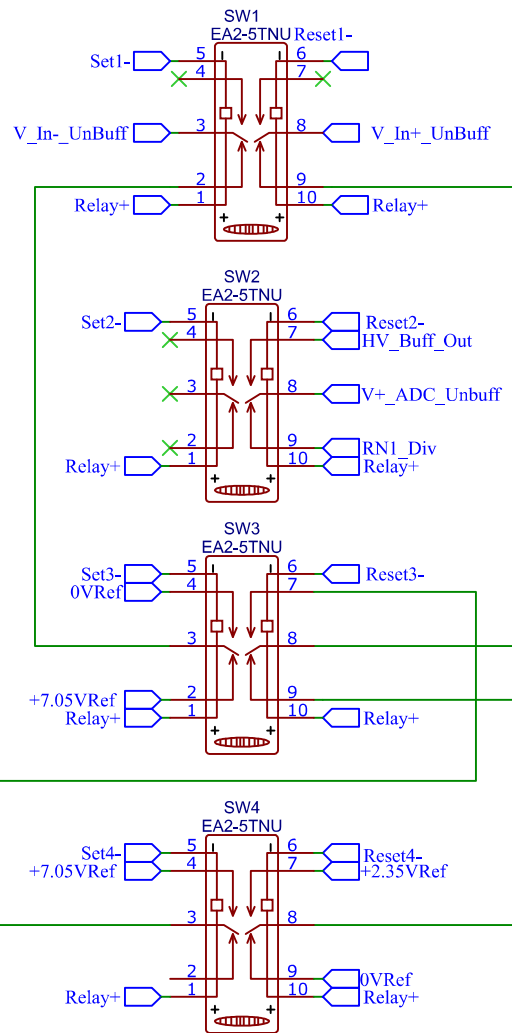 SW1
EA2-5TNU Reset1-
Set1- 5 6
4 7
V_In-_UnBuff 3 8 V_In+_UnBuff
2 9
Relay+ 1 10 Relay+
SW2
EA2-5TNU
Set2- 5 6 Reset2-
4 7 HV_Buff_Out
3 8 V+_ADC_Unbuff
2 9 RN1_Div
Relay+ 1 10 Relay+
SW3
EA2-5TNU
Set3- 5 6 Reset3-
0VRef 4 7
3 8
+7.05VRef 2 9
Relay+ 1 10 Relay+
SW4
EA2-5TNU
Set4- 5 6 Reset4-
+7.05VRef 4 7 +2.35VRef
3 8
2 9 0VRef
Relay+ 1 10 Relay+